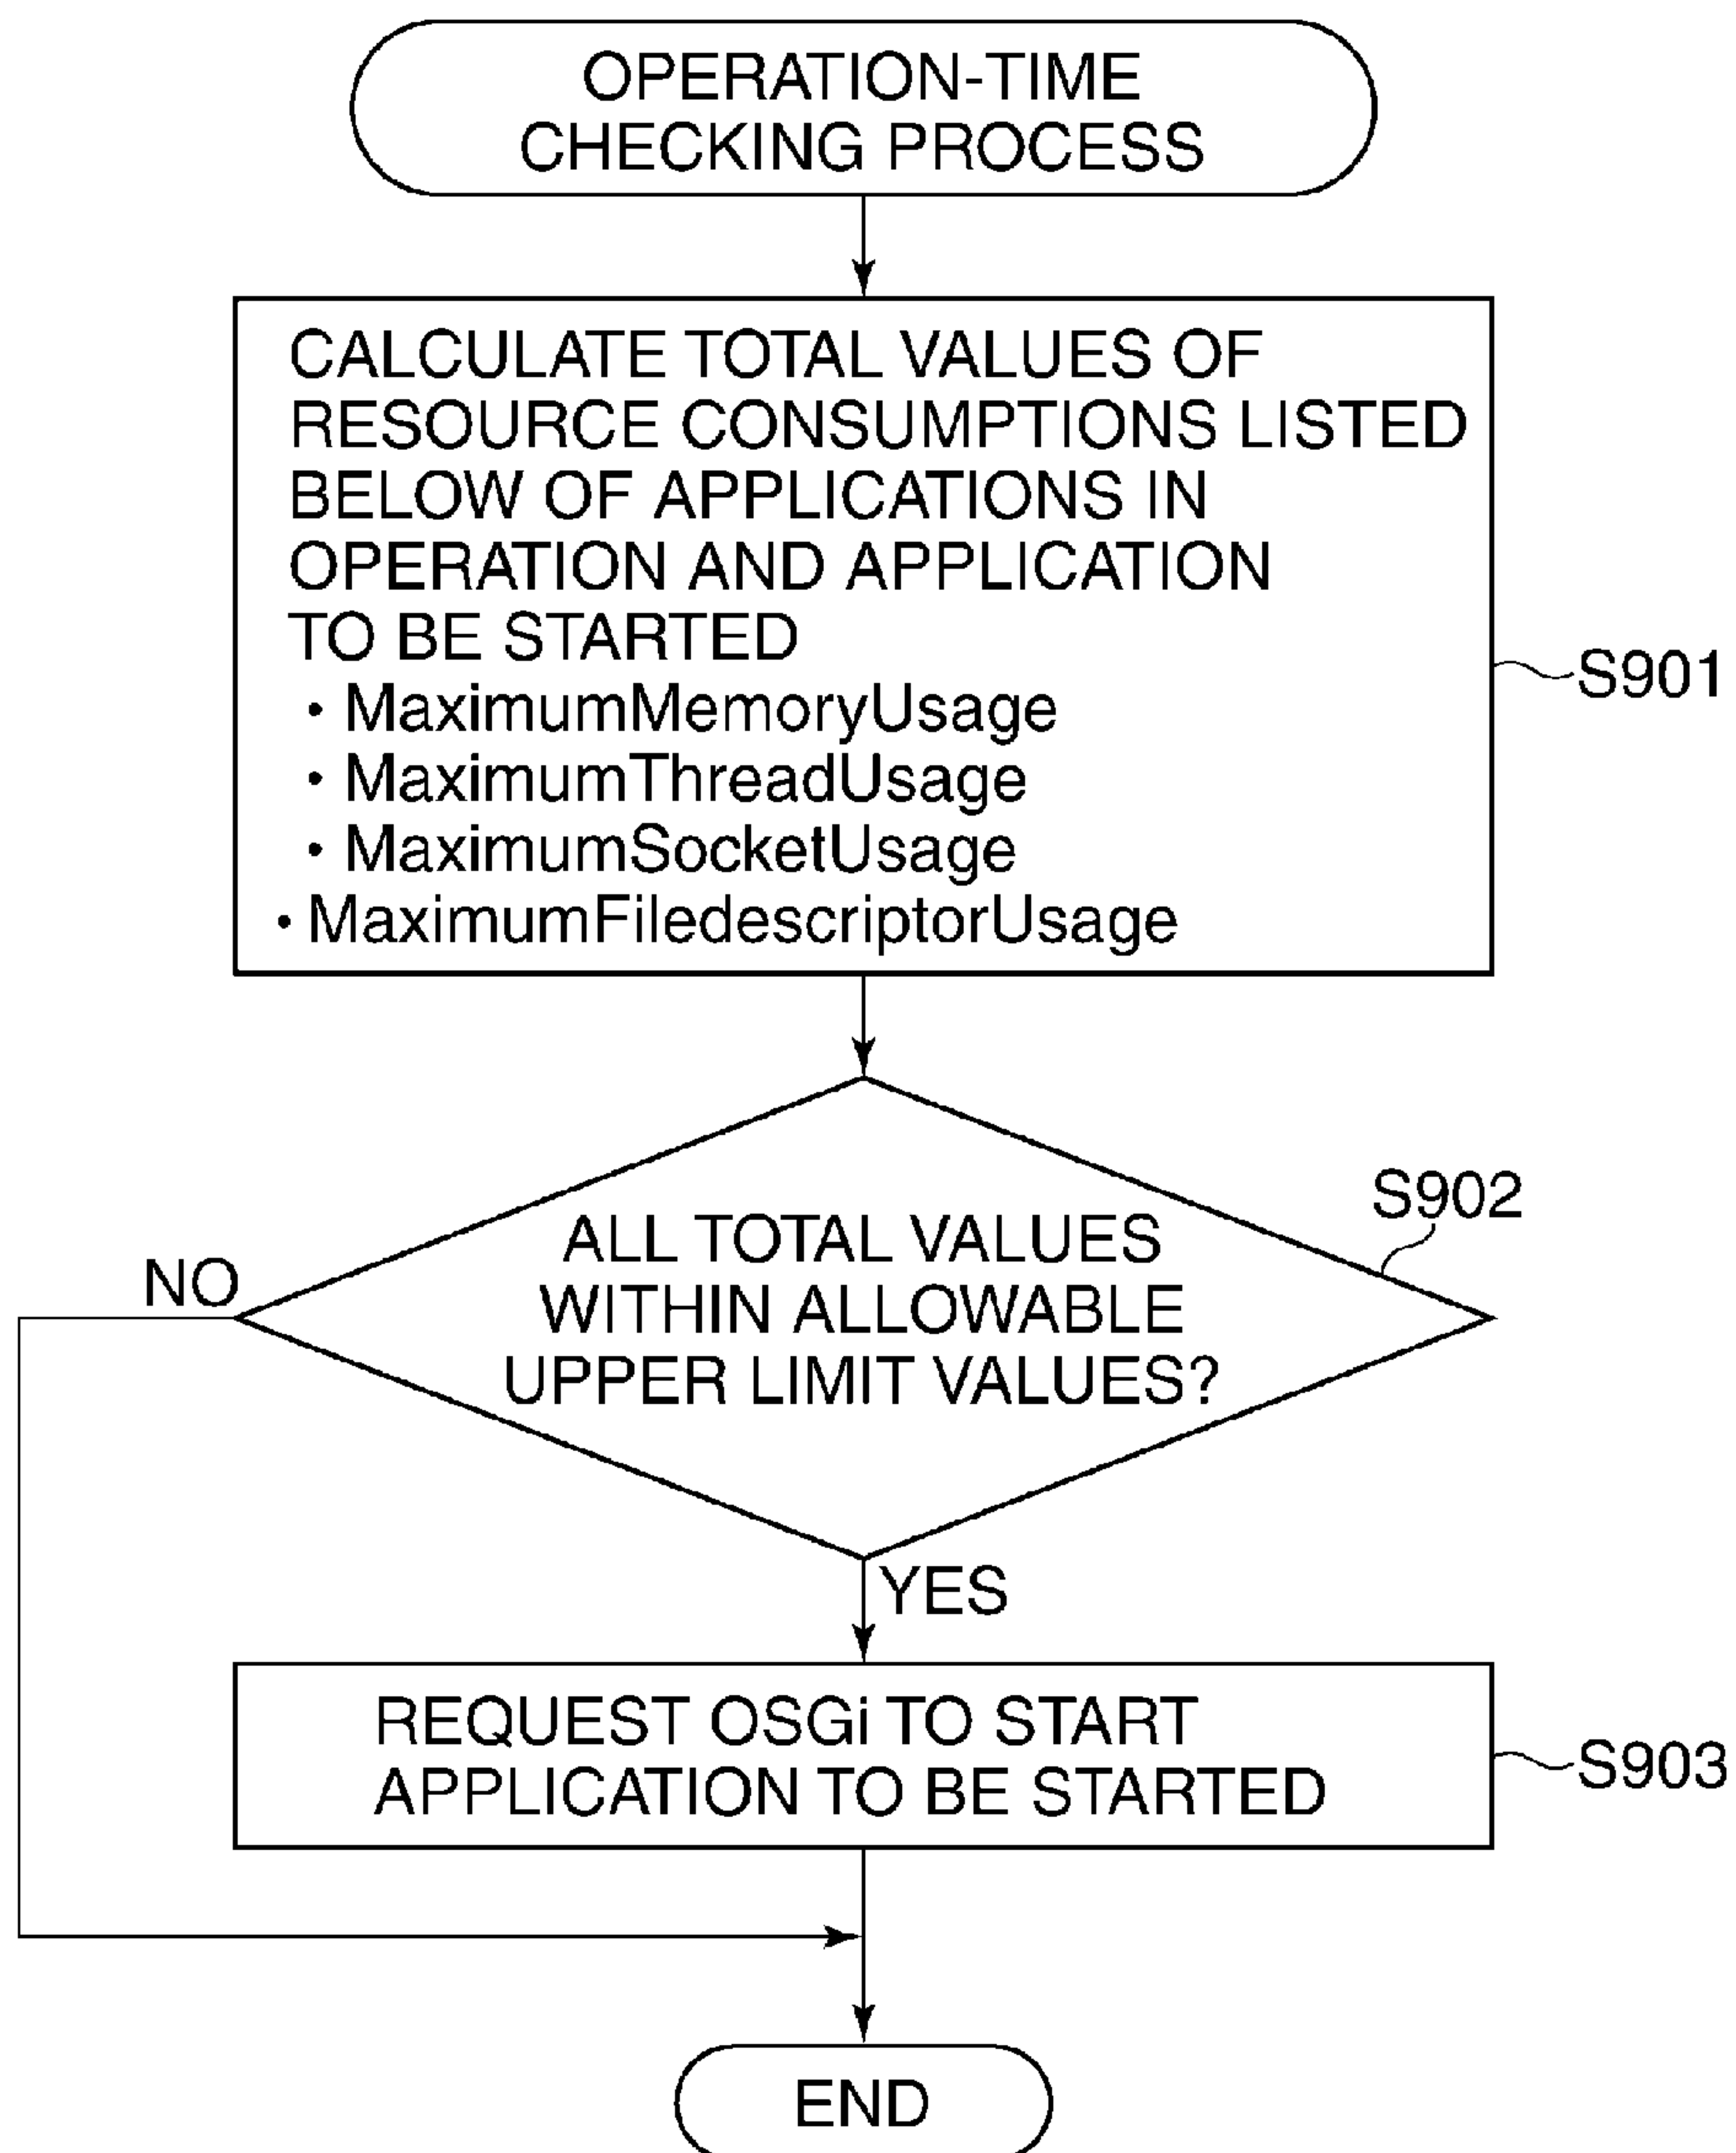 OPERATION-TIME
CHECKING PROCESS
CALCULATE TOTAL VALUES OF
RESOURCE CONSUMPTIONS LISTED
BELOW OF APPLICATIONS IN
OPERATION AND APPLICATION
TO BE STARTED
• MaximumMemoryUsage
• MaximumThreadUsage
• MaximumSocketUsage
• MaximumFiledescriptorUsage
S901
S902
ALL TOTAL VALUES
WITHIN ALLOWABLE
UPPER LIMIT VALUES?
NO
YES
REQUEST OSGi TO START
APPLICATION TO BE STARTED
S903
END